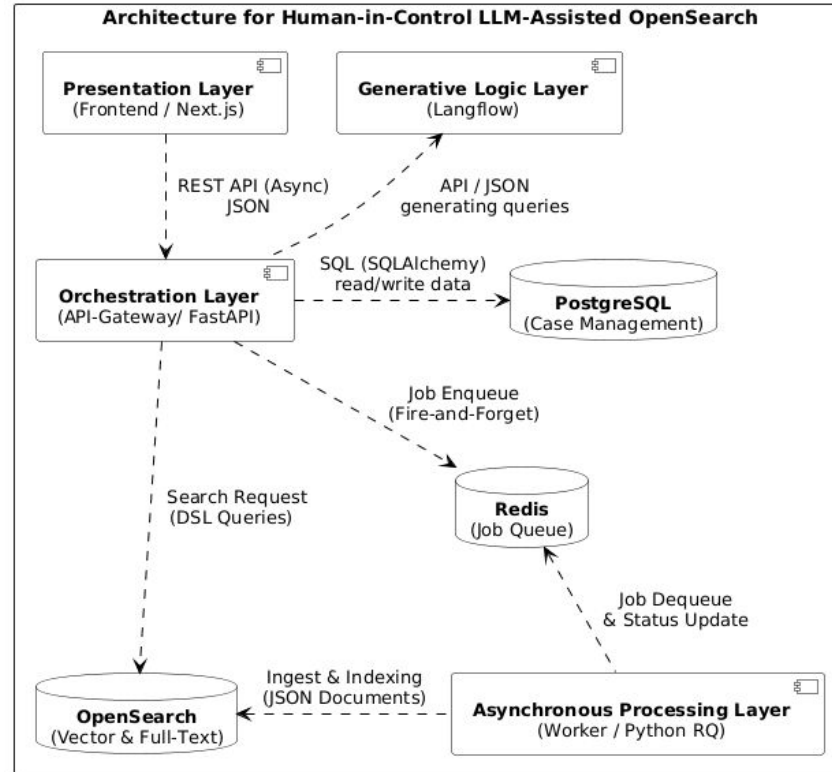 Architecture for Human-in-Control LLM-Assisted OpenSearch
Presentation Layer
(Frontend / Next.js)
Generative Logic Layer
(Langflow)
REST API (Async)
JSON
API / JSON
generating queries
Orchestration Layer
(API-Gateway/ FastAPI)
SQL (SQLAlchemy)
read/write data
PostgreSQL
(Case Management)
Job Enqueue
(Fire-and-Forget)
Search Request
(DSL Queries)
Redis
(Job Queue)
Job Dequeue
& Status Update
Ingest & Indexing
(JSON Documents)
OpenSearch
(Vector & Full-Text)
Asynchronous Processing Layer
(Worker / Python RQ)